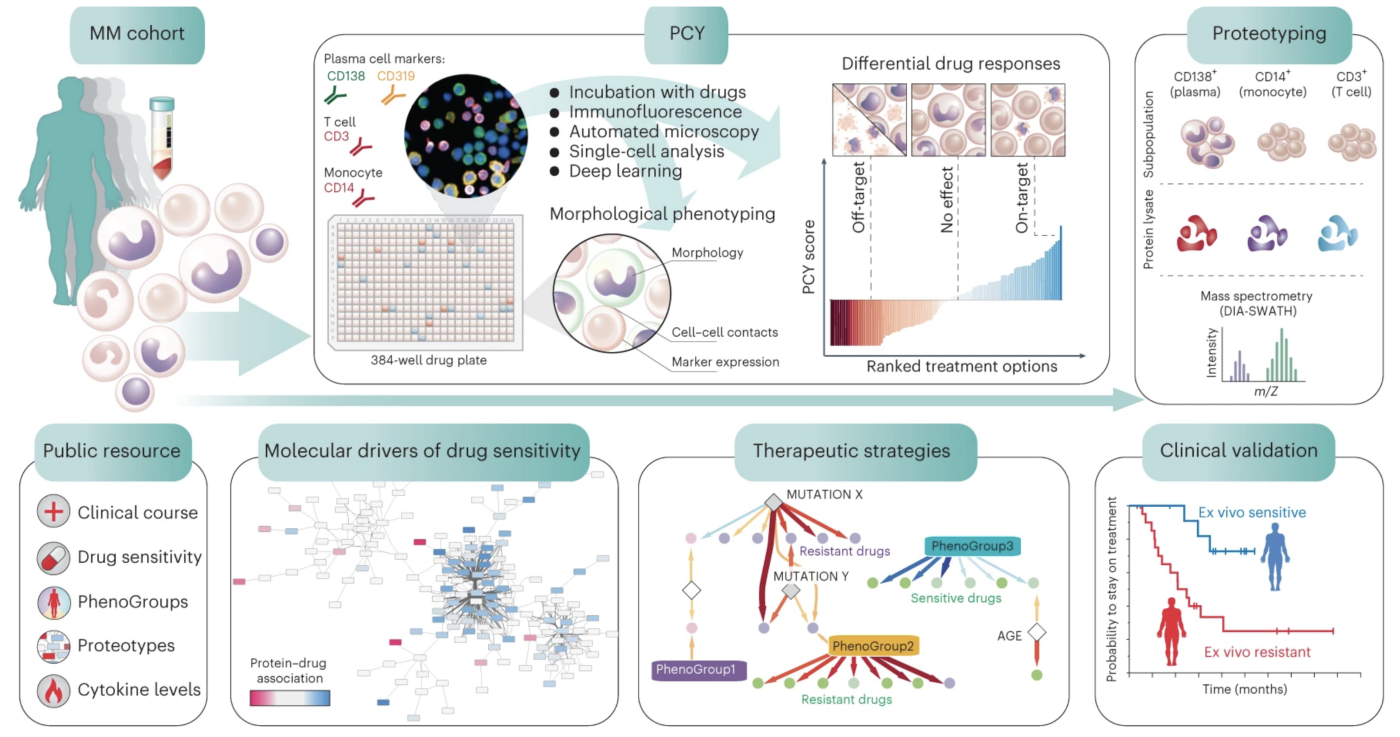 MM cohort
PCY
Plasma cell markers:
CD138 CD319
T cell
CD3
Monocyte
CD14
384-well drug plate
Incubation with drugs
Immunofluorescence
Automated microscopy
Single-cell analysis
Deep learning
Morphological phenotyping
Morphology
Cell–cell contacts
Marker expression
Differential drug responses
Off-target
No effect
On-target
PCY score
Ranked treatment options
Proteotyping
CD138+ CD14+ CD3+
(plasma) (monocyte) (T cell)
Subpopulation
Protein lysate
Mass spectrometry
(DIA-SWATH)
Intensity
m/Z
Public resource
Clinical course
Drug sensitivity
PhenoGroups
Proteotypes
Cytokine levels
Molecular drivers of drug sensitivity
Protein–drug
association
Therapeutic strategies
MUTATION X
Resistant drugs
MUTATION Y
PhenoGroup1
PhenoGroup2
Resistant drugs
PhenoGroup3
Sensitive drugs
AGE
Clinical validation
Probability to stay on treatment
Ex vivo sensitive
Ex vivo resistant
Time (months)